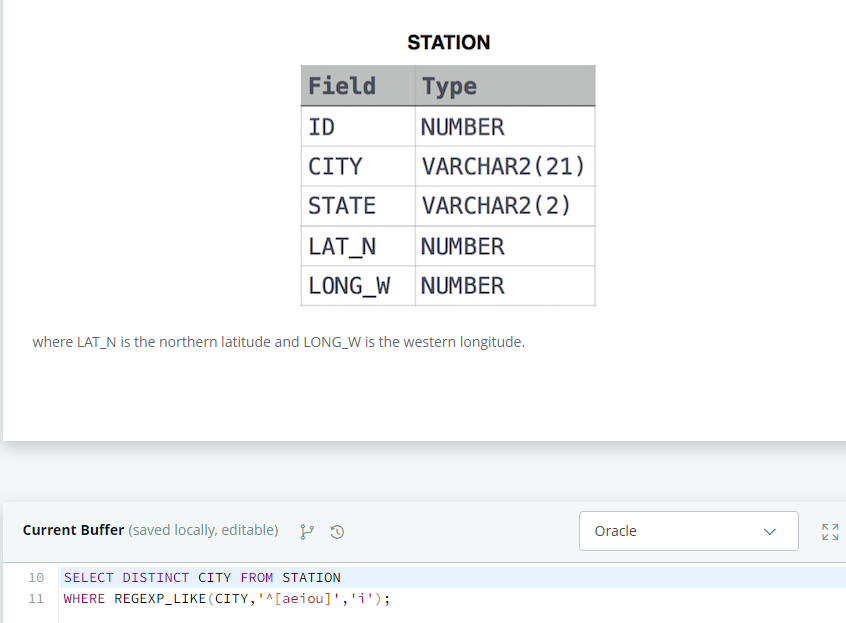 STATION
Field Type
ID NUMBER
CITY VARCHAR2(21)
STATE VARCHAR2(2)
LAT_N NUMBER
LONG_W NUMBER
where LAT_N is the northern latitude and LONG_W is the western longitude.
Current Buffer (saved locally, editable) Oracle
10 SELECT DISTINCT CITY FROM STATION
11 WHERE REGEXP_LIKE(CITY,'^[aeiou]','i');